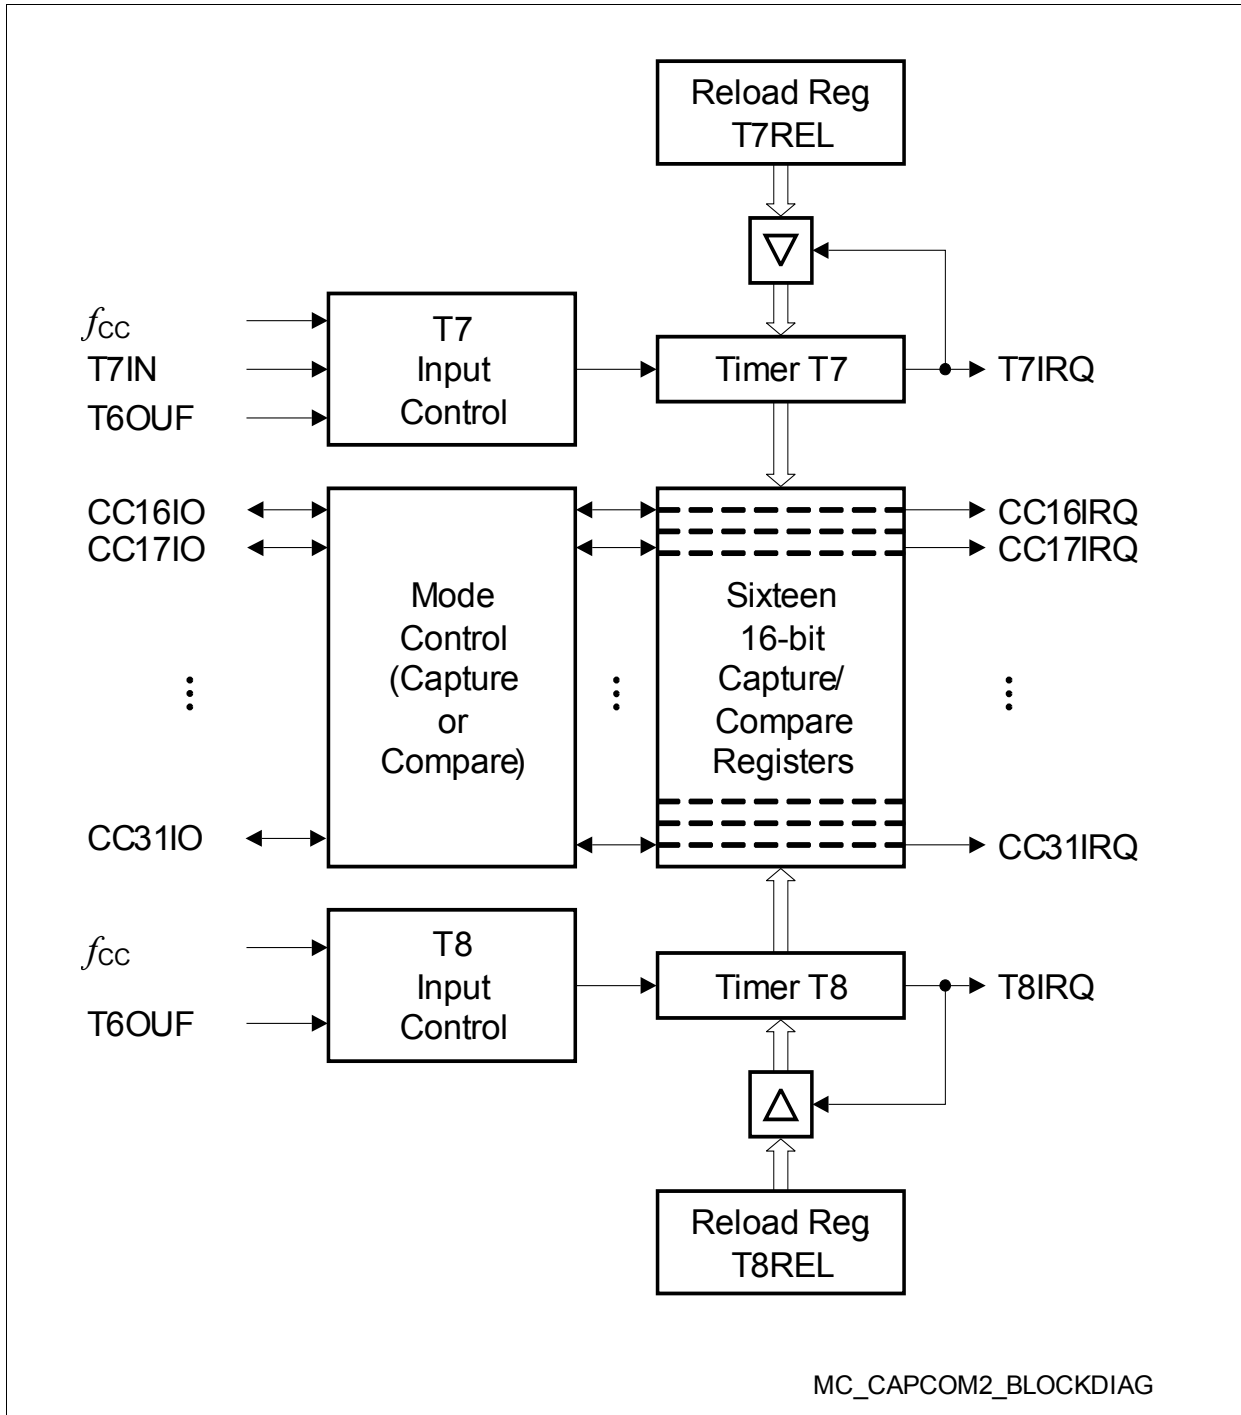 Reload Reg.
T7REL
fCC
T7IN
T6OUF
T7
Input
Control
Timer T7
T7IRQ
CC16IO
CC17IO
CC31IO
Mode
Control
(Capture
or
Compare)
Sixteen
16-bit
Capture/
Compare
Registers
CC16IRQ
CC17IRQ
CC31IRQ
fCC
T6OUF
T8
Input
Control
Timer T8
T8IRQ
Reload Reg.
T8REL
MC_CAPCOM2_BLOCKDIAG